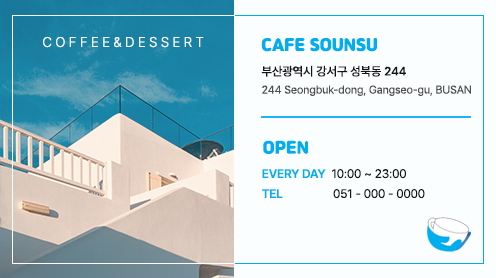 COFFEE&DESSERT
CAFE SOUNSU
부산광역시 강서구 성북동 244
244 Seongbuk-dong, Gangseo-gu, BUSAN
OPEN
EVERY DAY 10:00 ~ 23:00
TEL 051 - 000 - 0000